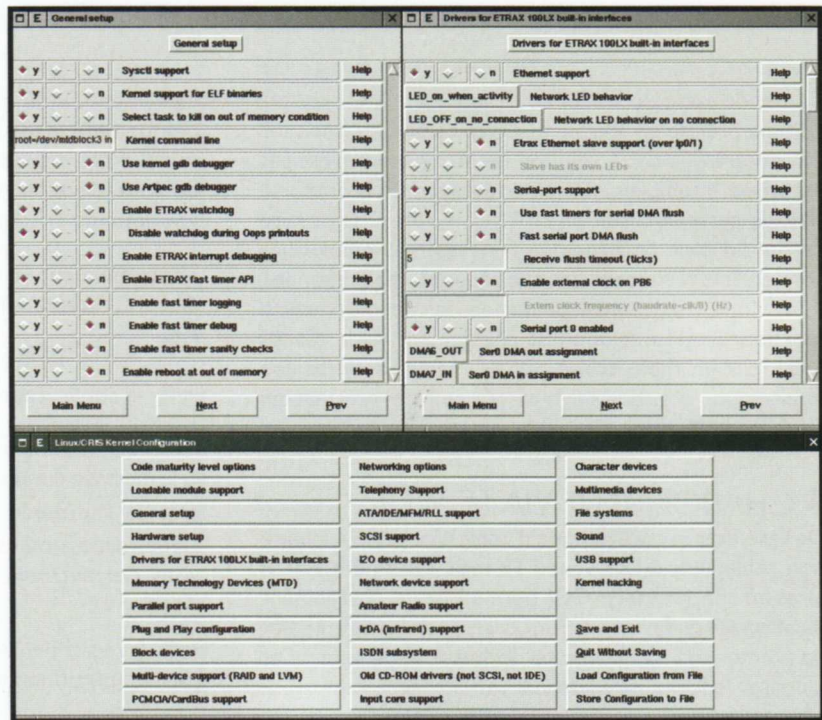 E General setup X
General setup
y n Sysctl support Help
y n Kernel support for ELF binaries Help
y n Select task to kill on out of memory condition Help
root=/dev/mtdblock3 in Kernel command line Help
y n Use kernel gdb debugger Help
y n Use Artpec gdb debugger Help
y n Enable ETRAX watchdog Help
y n Disable watchdog during Oops printouts Help
y n Enable ETRAX interrupt debugging Help
y n Enable ETRAX fast timer API Help
y n Enable fast timer logging Help
y n Enable fast timer debug Help
y n Enable fast timer sanity checks Help
y n Enable reboot at out of memory Help
Main Menu Next Prev
E Drivers for ETRAX 100LX built-in interfaces X
Drivers for ETRAX 100LX built-in interfaces
y n Ethernet support Help
LED_on_when_activity Network LED behavior Help
LED_OFF_on_no_connection Network LED behavior on no connection Help
y n Etrax Ethernet slave support (over lp0/1) Help
y n Slave has its own LEDs Help
y n Serial-port support Help
y n Use fast timers for serial DMA flush Help
y n Fast serial port DMA flush Help
5 Receive flush timeout (ticks) Help
y n Enable external clock on PB6 Help
Extern clock frequency (baudrate=clk/8) (Hz) Help
y n Serial port 0 enabled Help
DMA6_OUT Ser0 DMA out assignment Help
DMA7_IN Ser0 DMA in assignment Help
Main Menu Next Prev
E Linux/CRIS Kernel Configuration X
Code maturity level options Networking options Character devices
Loadable module support Telephony Support Multimedia devices
General setup ATA/IDE/MFM/RLL support File systems
Hardware setup SCSI support Sound
Drivers for ETRAX 100LX built-in interfaces I2O device support USB support
Memory Technology Devices (MTD) Network device support Kernel hacking
Parallel port support Amateur Radio support
Plug and Play configuration IrDA (infrared) support Save and Exit
Block devices ISDN subsystem Quit Without Saving
Multi-device support (RAID and LVM) Old CD-ROM drivers (not SCSI, not IDE) Load Configuration from File
PCMCIA/CardBus support Input core support Store Configuration to File